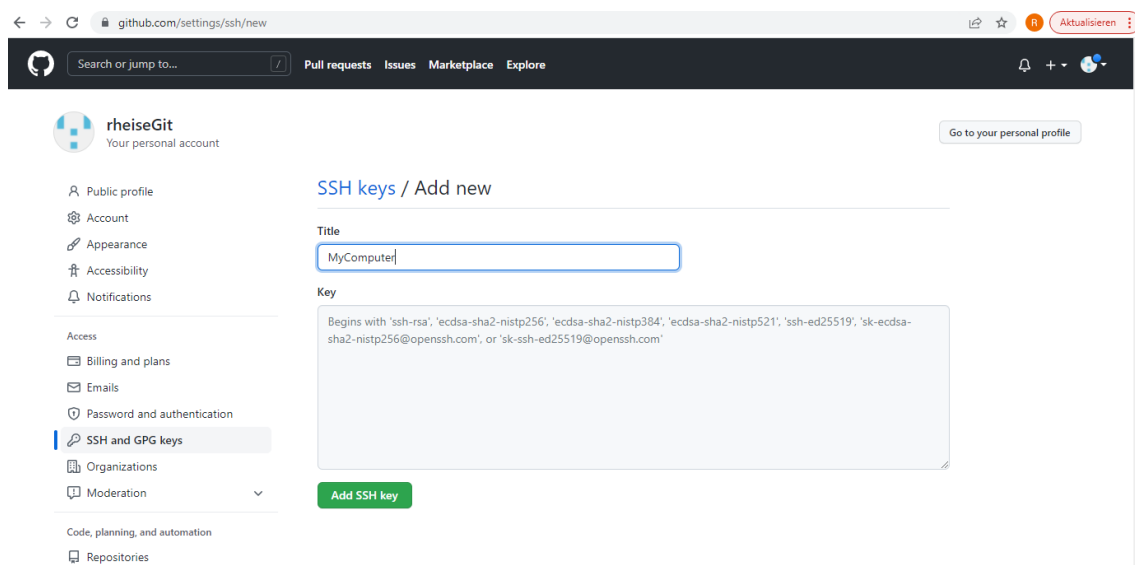 github.com/settings/ssh/new
R
Aktualisieren
Search or jump to...
/
Pull requests Issues Marketplace Explore
rheiseGit
Your personal account
Go to your personal profile
Public profile
Account
Appearance
Accessibility
Notifications
Access
Billing and plans
Emails
Password and authentication
SSH and GPG keys
Organizations
Moderation
Code, planning, and automation
Repositories
SSH keys / Add new
Title
MyComputer
Key
Begins with 'ssh-rsa', 'ecdsa-sha2-nistp256', 'ecdsa-sha2-nistp384', 'ecdsa-sha2-nistp521', 'ssh-ed25519', 'sk-ecdsa-
sha2-nistp256@openssh.com', or 'sk-ssh-ed25519@openssh.com'
Add SSH key